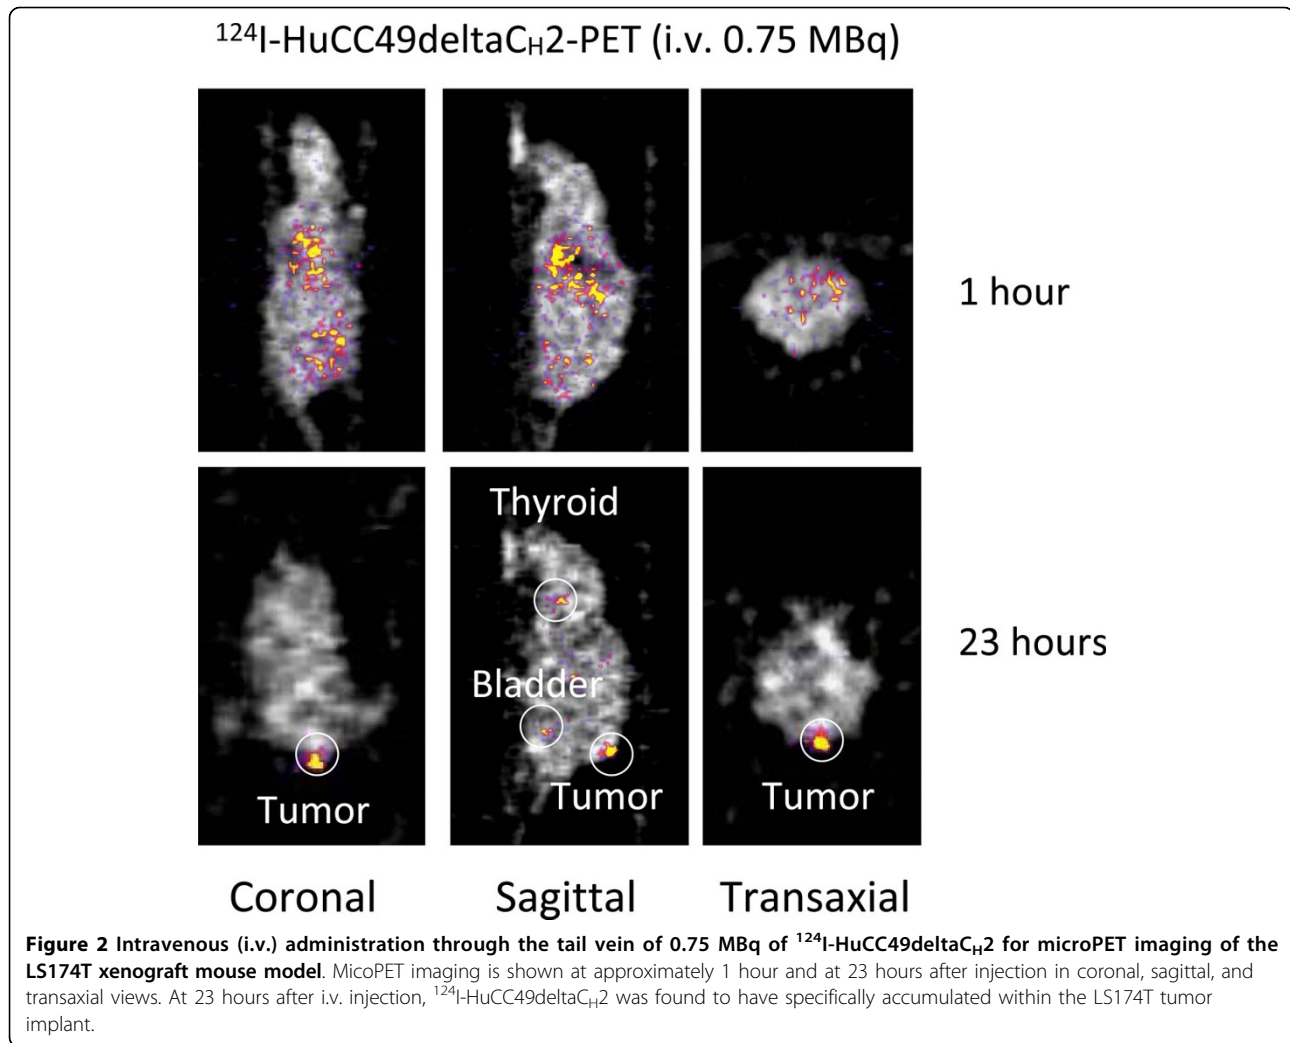 ¹²⁴I-HuCC49deltaC_H2-PET (i.v. 0.75 MBq)
1 hour
Thyroid
Bladder
Tumor
Tumor
Tumor
23 hours
Coronal
Sagittal
Transaxial
Figure 2 Intravenous (i.v.) administration through the tail vein of 0.75 MBq of ¹²⁴I-HuCC49deltaC_H2 for microPET imaging of the
LS174T xenograft mouse model. MicoPET imaging is shown at approximately 1 hour and at 23 hours after injection in coronal, sagittal, and
transaxial views. At 23 hours after i.v. injection, ¹²⁴I-HuCC49deltaC_H2 was found to have specifically accumulated within the LS174T tumor
implant.